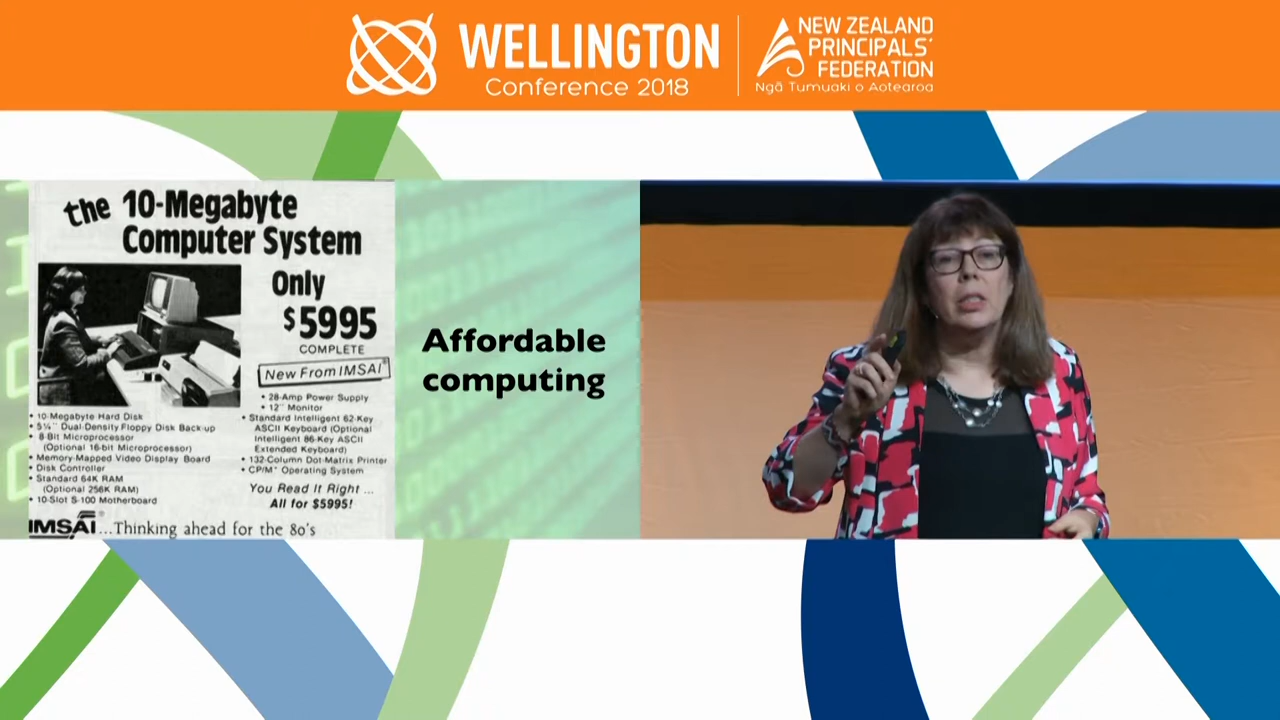 WELLINGTON
Conference 2018
NEW ZEALAND
PRINCIPALS'
FEDERATION
Ngā Tumuaki o Aotearoa
the 10-Megabyte
Computer System
Only
$5995
COMPLETE
New From IMSAI®
• 10-Megabyte Hard Disk
• 5¼" Dual-Density Floppy Disk Back-up
• 8-Bit Microprocessor
(Optional 16-bit Microprocessor)
• Memory-Mapped Video Display Board
• Disk Controller
• Standard 64K RAM
(Optional 256K RAM)
• 10-Slot S-100 Motherboard
• 28-Amp Power Supply
• 12" Monitor
• Standard Intelligent 62-Key
ASCII Keyboard (Optional
Intelligent 86-Key ASCII
Extended Keyboard)
• 132-Column Dot-Matrix Printer
• CP/M* Operating System
You Read It Right ...
All for $5995!
IMSAI® ...Thinking ahead for the 80's
Affordable
computing